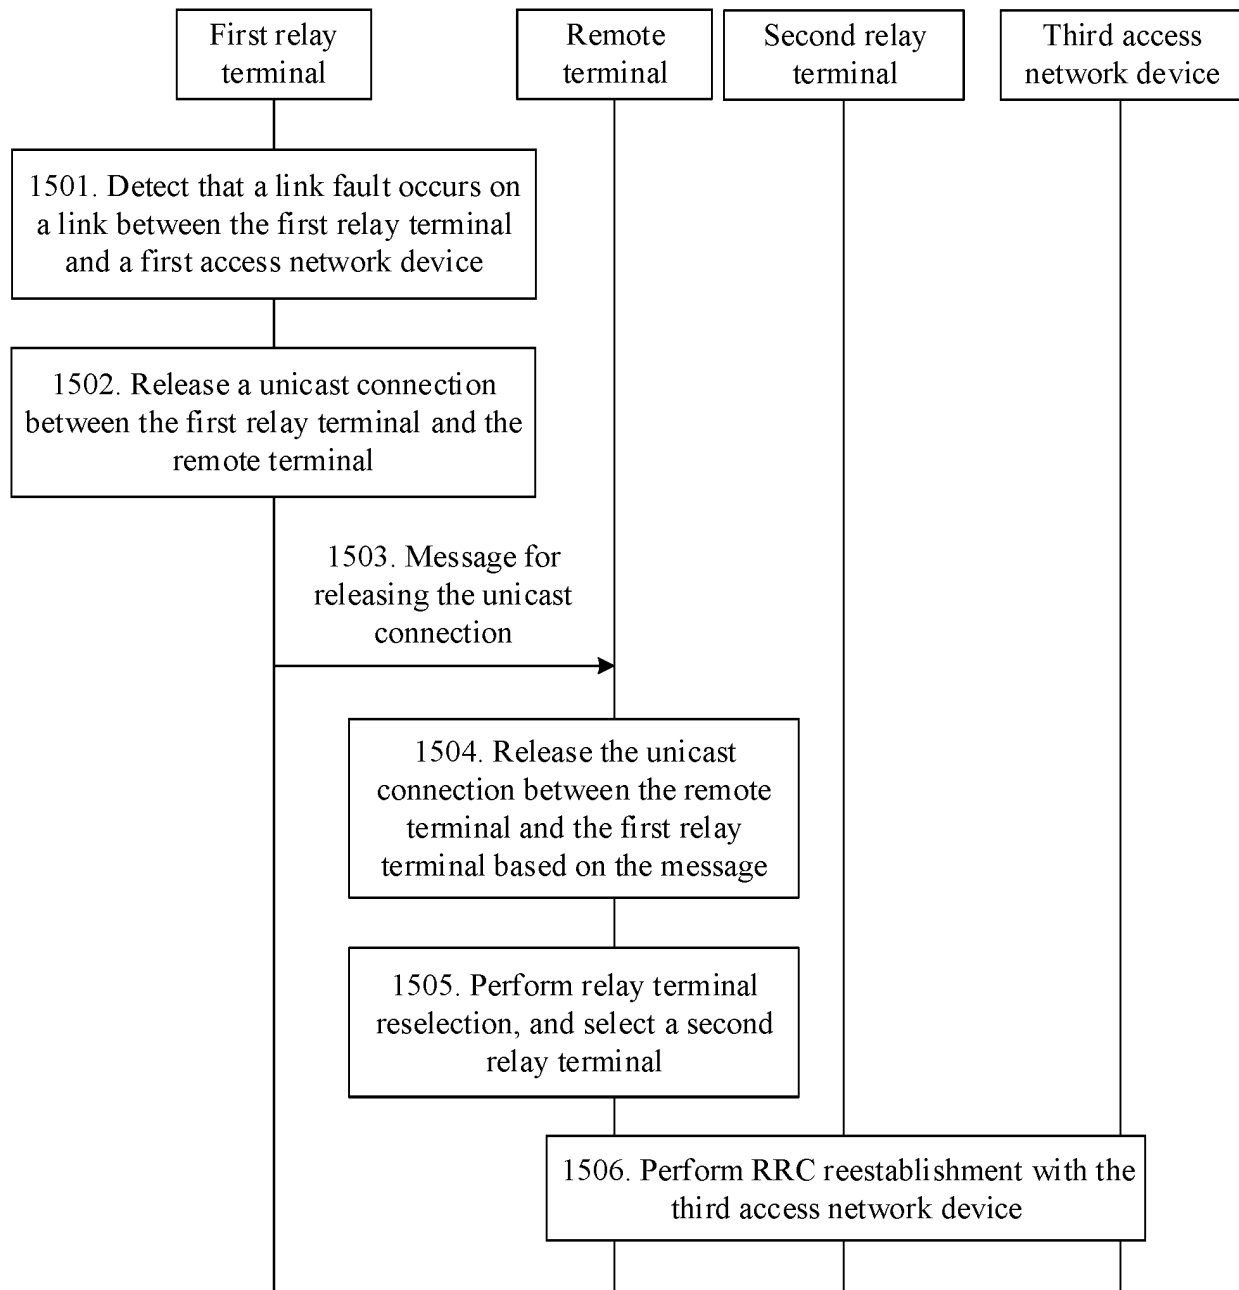 First relay
terminal
Remote
terminal
Second relay
terminal
Third access
network device
1501. Detect that a link fault occurs on
a link between the first relay terminal
and a first access network device
1502. Release a unicast connection
between the first relay terminal and the
remote terminal
1503. Message for
releasing the unicast
connection
1504. Release the unicast
connection between the remote
terminal and the first relay
terminal based on the message
1505. Perform relay terminal
reselection, and select a second
relay terminal
1506. Perform RRC reestablishment with the
third access network device